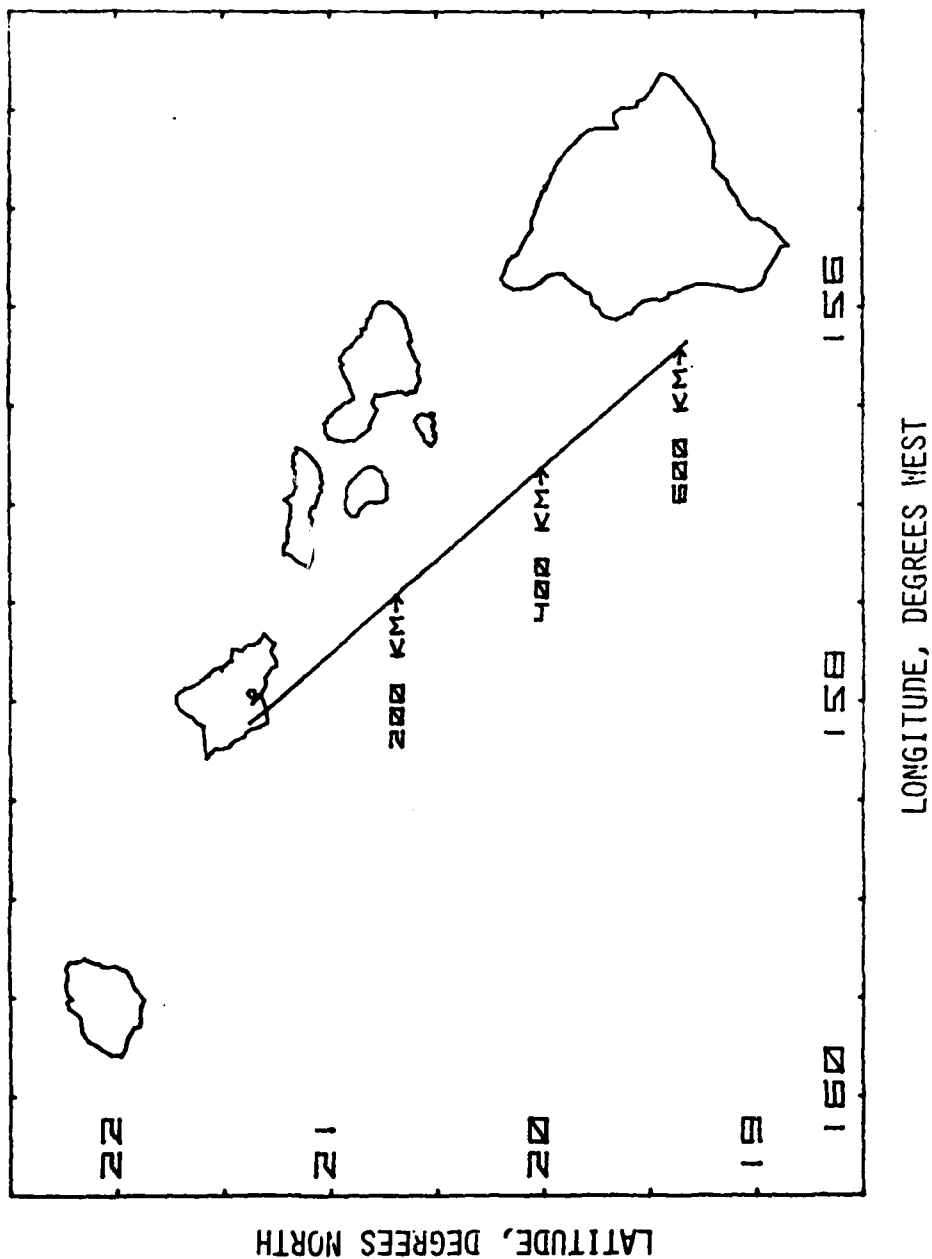 LATITUDE, DEGREES NORTH
22
21
20
19
200 KM→
400 KM→
600 KM→
160
158
156
LONGITUDE, DEGREES WEST